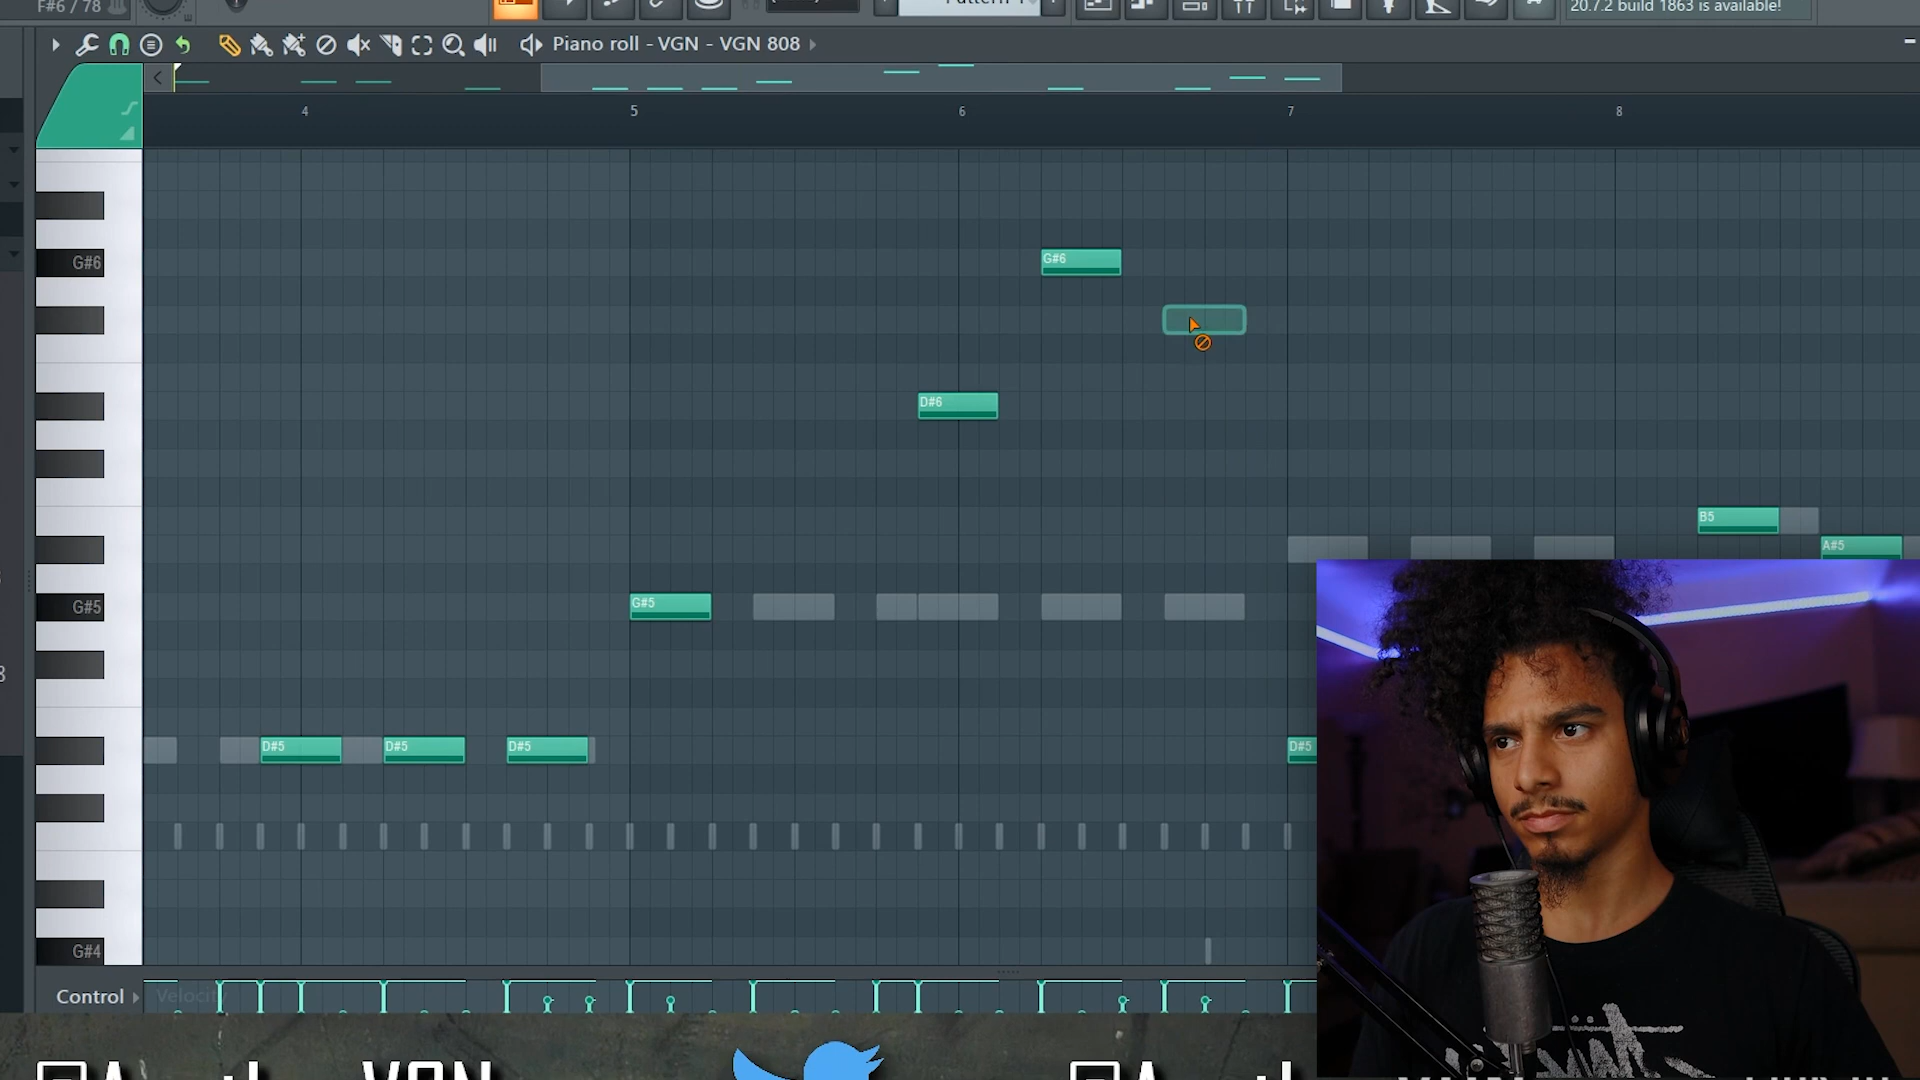 F#6 / 78
20.7.2 build 1863 is available!
Piano roll - VGN - VGN 808
4
5
6
7
8
G#6
G#6
D#6
B5
A#5
G#5
G#5
D#5
D#5
D#5
D#5
G#4
Control
Velocity